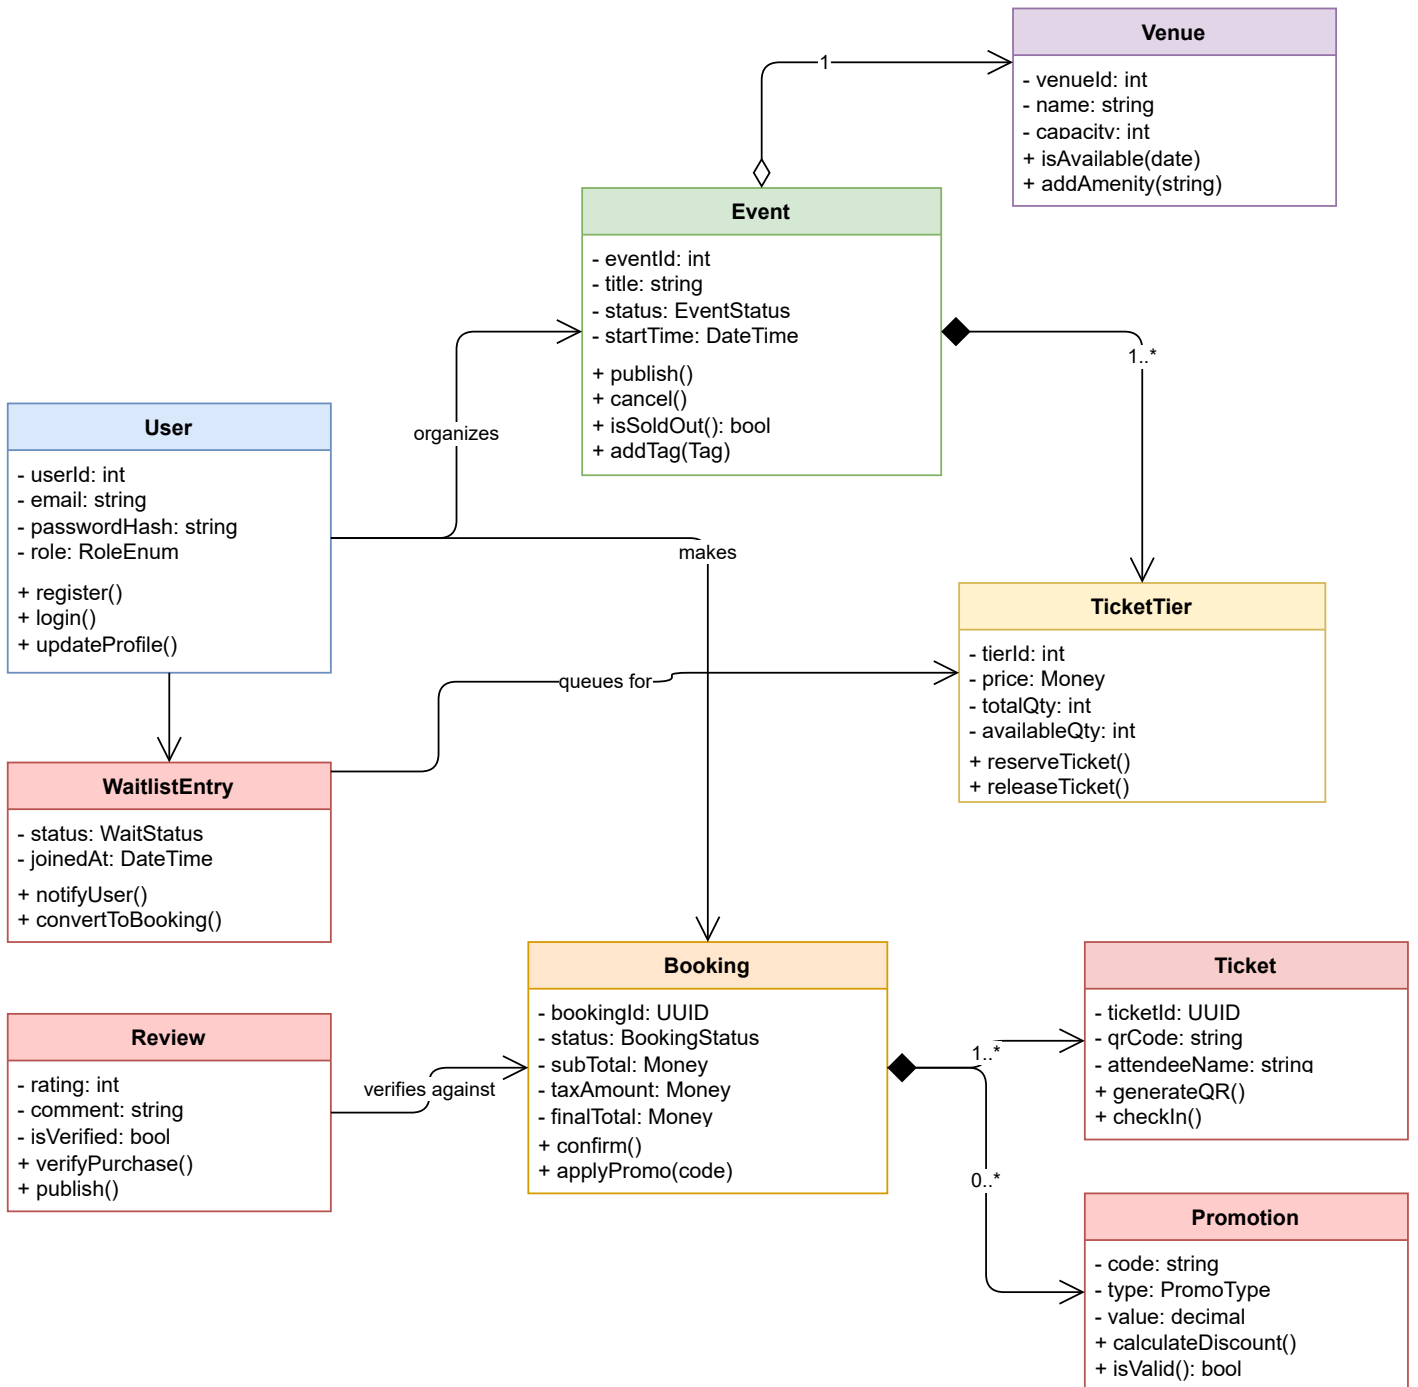 Venue
- venueId: int
- name: string
- capacity: int
+ isAvailable(date)
+ addAmenity(string)
1
Event
- eventId: int
- title: string
- status: EventStatus
- startTime: DateTime
+ publish()
+ cancel()
+ isSoldOut(): bool
+ addTag(Tag)
1..*
organizes
User
- userId: int
- email: string
- passwordHash: string
- role: RoleEnum
+ register()
+ login()
+ updateProfile()
makes
TicketTier
- tierId: int
- price: Money
- totalQty: int
- availableQty: int
+ reserveTicket()
+ releaseTicket()
queues for
WaitlistEntry
- status: WaitStatus
- joinedAt: DateTime
+ notifyUser()
+ convertToBooking()
Booking
- bookingId: UUID
- status: BookingStatus
- subTotal: Money
- taxAmount: Money
- finalTotal: Money
+ confirm()
+ applyPromo(code)
Ticket
- ticketId: UUID
- qrCode: string
- attendeeName: string
+ generateQR()
+ checkIn()
1..*
Review
- rating: int
- comment: string
- isVerified: bool
+ verifyPurchase()
+ publish()
verifies against
0..*
Promotion
- code: string
- type: PromoType
- value: decimal
+ calculateDiscount()
+ isValid(): bool